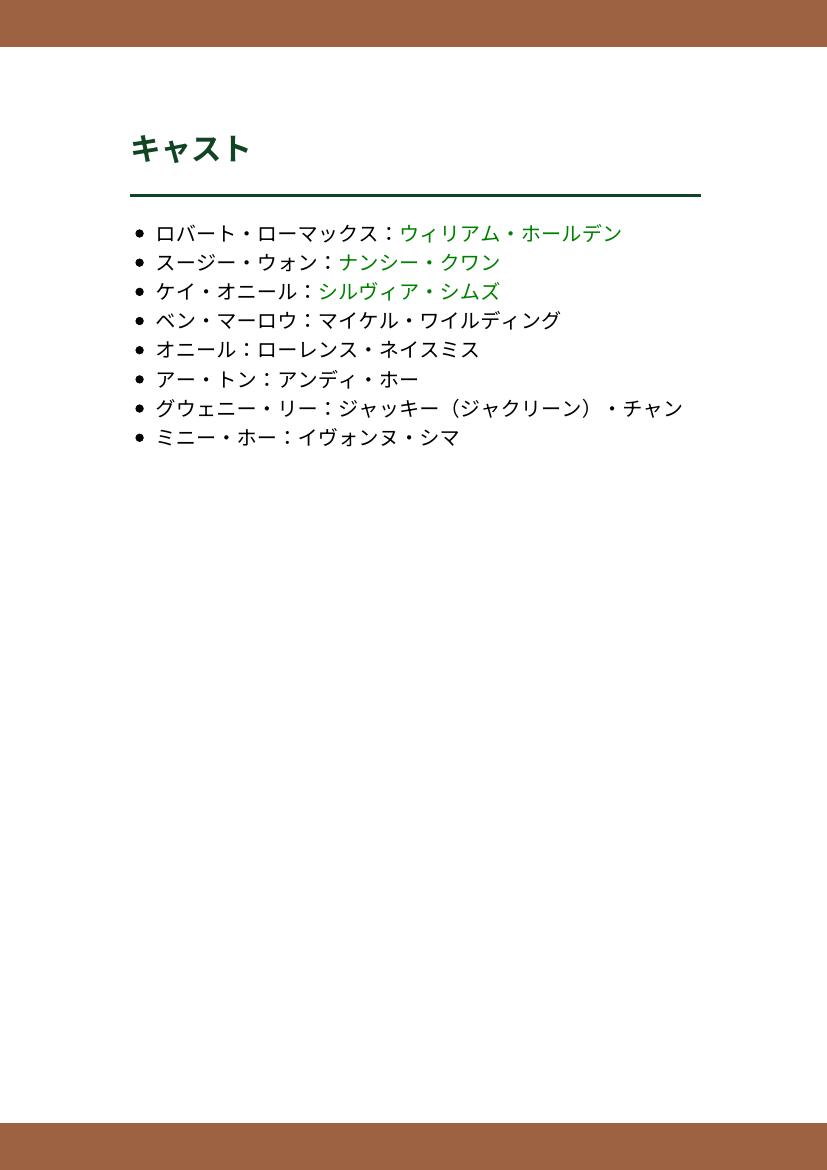 キャスト
ロバート・ローマックス：ウィリアム・ホールデン
スージー・ウォン：ナンシー・クワン
ケイ・オニール：シルヴィア・シムズ
ベン・マーロウ：マイケル・ワイルディング
オニール：ローレンス・ネイスミス
アー・トン：アンディ・ホー
グウェニー・リー：ジャッキー（ジャクリーン）・チャン
ミニー・ホー：イヴォンヌ・シマ